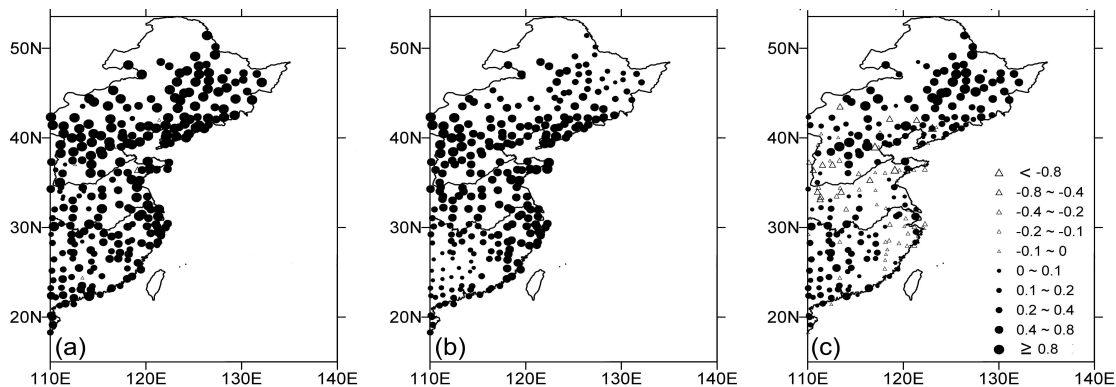 50N
40N
30N
20N
(a)
110E 120E 130E 140E
50N
40N
30N
20N
(b)
110E 120E 130E 140E
50N
40N
30N
20N
(c)
110E 120E 130E 140E
< -0.8
-0.8 ~ -0.4
-0.4 ~ -0.2
-0.2 ~ -0.1
-0.1 ~ 0
0 ~ 0.1
0.1 ~ 0.2
0.2 ~ 0.4
0.4 ~ 0.8
≥ 0.8